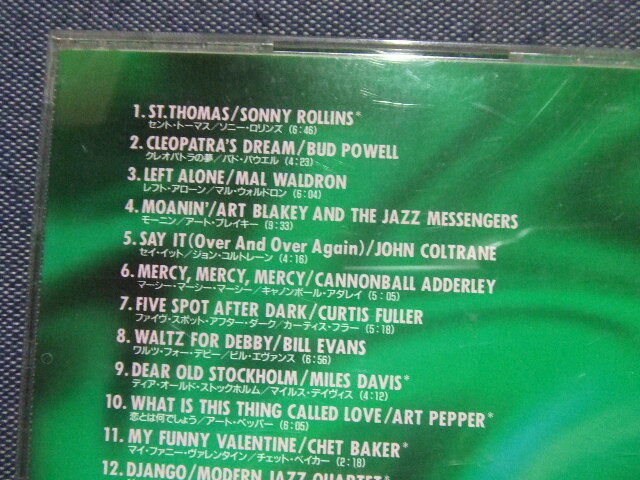 1. ST.THOMAS/SONNY ROLLINS*
セント・トーマス／ソニー・ロリンズ (6:46)
2. CLEOPATRA'S DREAM/BUD POWELL
クレオパトラの夢／バド・パウエル (4:23)
3. LEFT ALONE/MAL WALDRON
レフト・アローン／マル・ウォルドロン (6:04)
4. MOANIN'/ART BLAKEY AND THE JAZZ MESSENGERS
モーニン／アート・ブレイキー (9:33)
5. SAY IT (Over And Over Again)/JOHN COLTRANE
セイ・イット／ジョン・コルトレーン (4:16)
6. MERCY, MERCY, MERCY/CANNONBALL ADDERLEY
マーシー・マーシー・マーシー／キャノンボール・アダレイ (5:05)
7. FIVE SPOT AFTER DARK/CURTIS FULLER
ファイヴ・スポット・アフター・ダーク／カーティス・フラー (5:18)
8. WALTZ FOR DEBBY/BILL EVANS
ワルツ・フォー・デビー／ビル・エヴァンス (6:56)
9. DEAR OLD STOCKHOLM/MILES DAVIS*
ディア・オールド・ストックホルム／マイルス・デイヴィス (4:12)
10. WHAT IS THIS THING CALLED LOVE/ART PEPPER*
恋とは何でしょう／アート・ペッパー (6:05)
11. MY FUNNY VALENTINE/CHET BAKER*
マイ・ファニー・ヴァレンタイン／チェット・ベイカー (2:18)
12. DJANGO/MODERN JAZZ QUARTET*